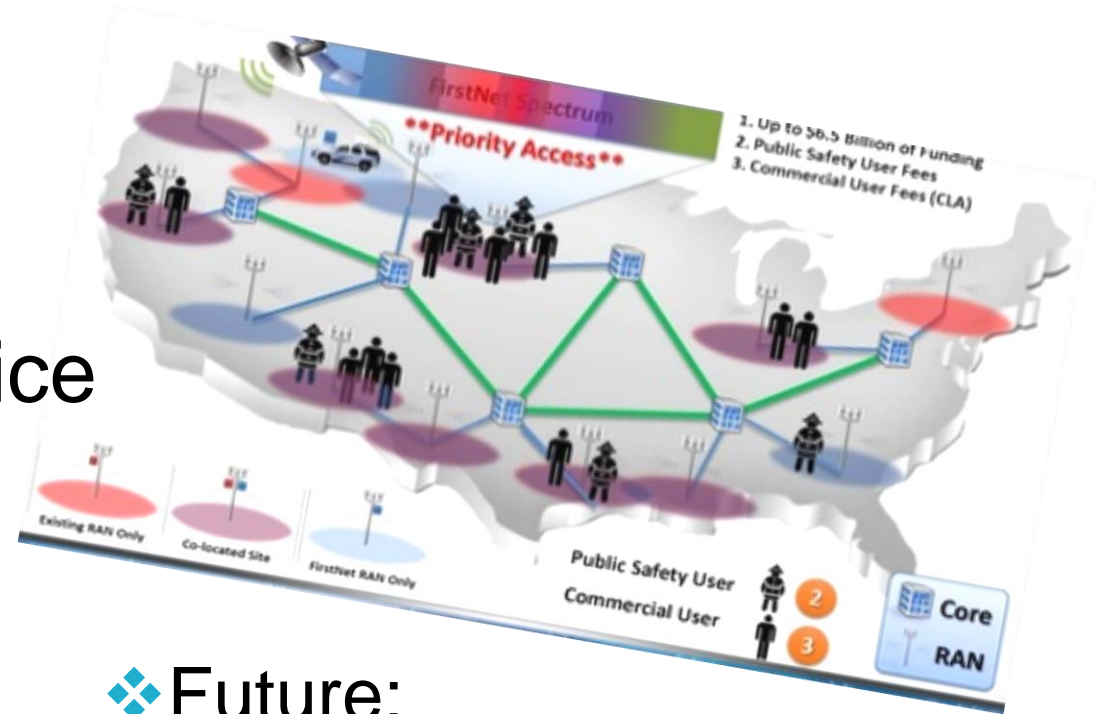 FirstNet Spectrum
**Priority Access**
1. Up to $6.5 Billion of Funding
2. Public Safety User Fees
3. Commercial User Fees (CLA)
ice
Existing RAN Only
Co-located Site
FirstNet RAN Only
Public Safety User
2
Commercial User
3
Core
RAN
Future: